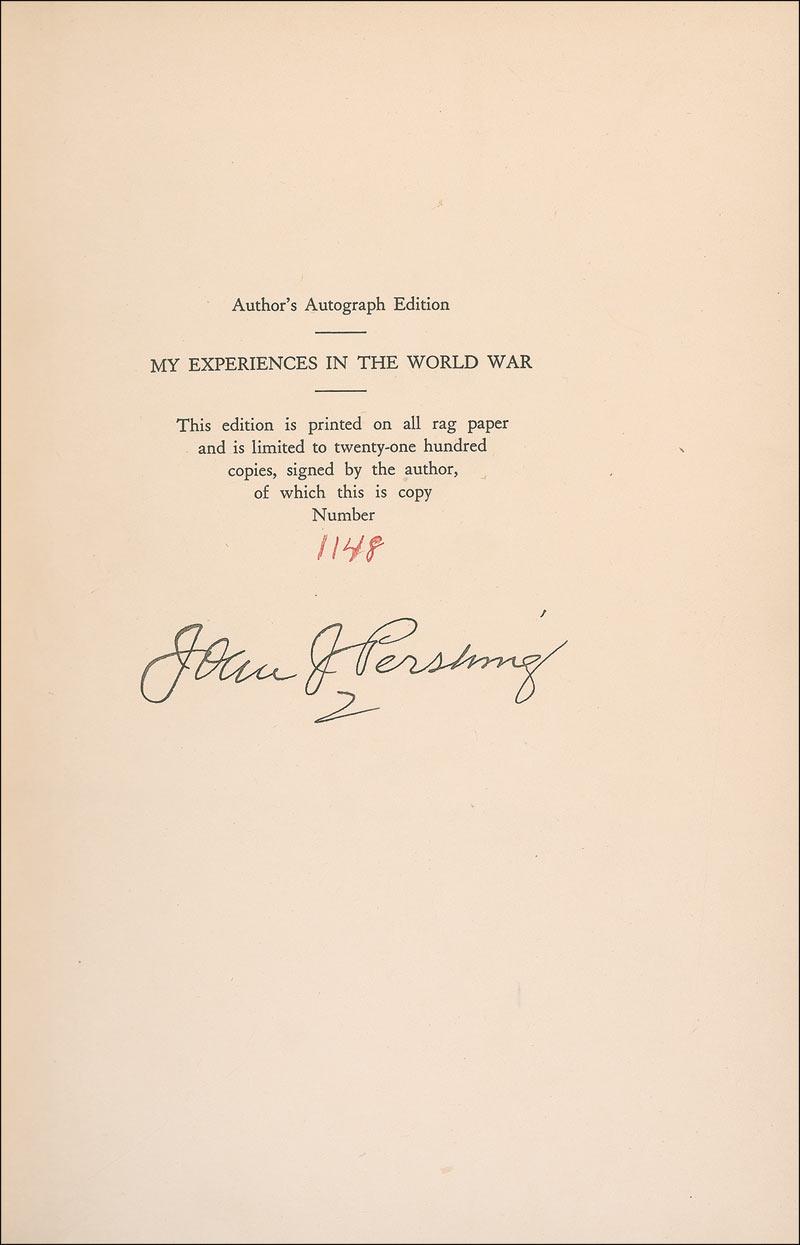 Author's Autograph Edition
MY EXPERIENCES IN THE WORLD WAR
This edition is printed on all rag paper
and is limited to twenty-one hundred
copies, signed by the author,
of which this is copy
Number
1148
John J Pershing